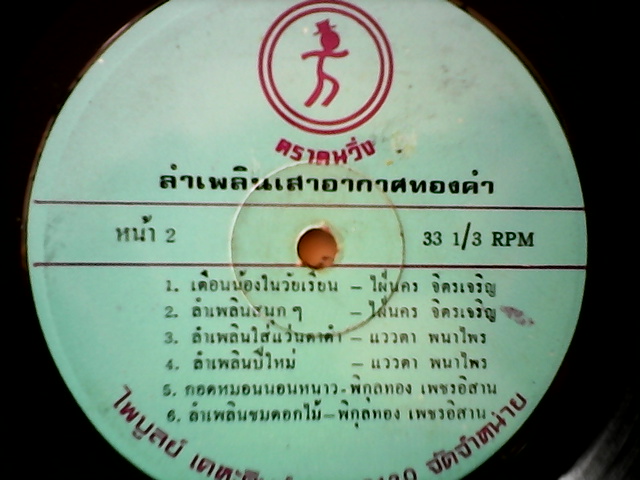 ตราคนวิ่ง
ลำเพลินเสาอากาศทองคำ
หน้า 2
33 1/3 RPM
1. เตือนน้องในวัยเรียน - ไผ่นคร จิตรเจริญ
2. ลำเพลินสนุก ๆ - ไผ่นคร จิตรเจริญ
3. ลำเพลินใส่แว่นตาดำ - แววตา พนาไพร
4. ลำเพลินปีใหม่ - แววตา พนาไพร
5. กอดหมอนนอนหนาว - พิกุลทอง เพชรอีสาน
6. ลำเพลินชมดอกไม้ - พิกุลทอง เพชรอีสาน
ไพบูลย์ จัดจำหน่าย